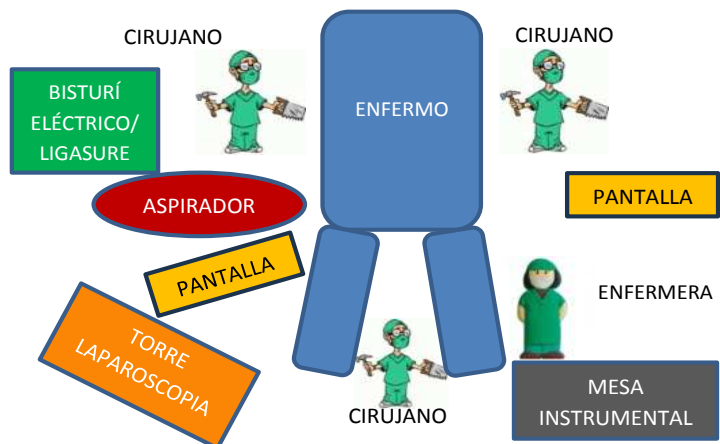 CIRUJANO
CIRUJANO
BISTURÍ
ELÉCTRICO/
LIGASURE
ENFERMO
ASPIRADOR
PANTALLA
PANTALLA
ENFERMERA
TORRE
LAPAROSCOPIA
CIRUJANO
MESA
INSTRUMENTAL